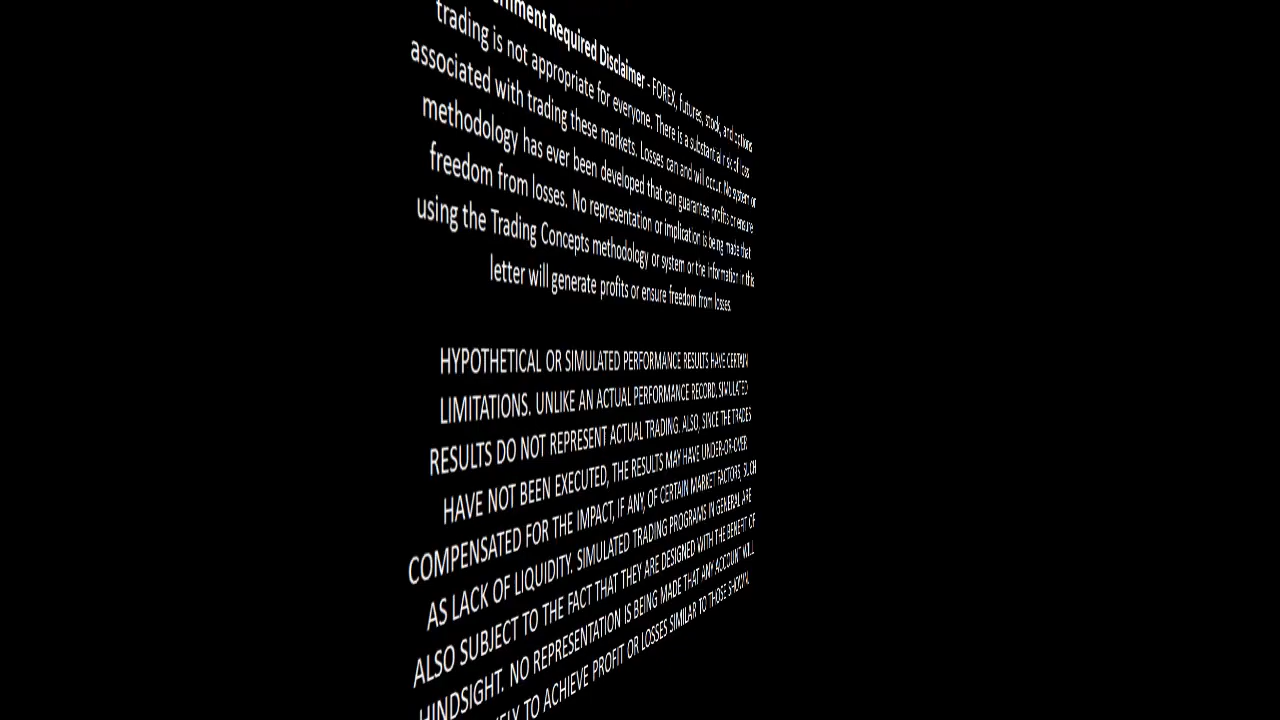 Required Disclaimer - FOREX, futures, stock, and options
trading is not appropriate for everyone. There is a substantial risk of loss
associated with trading these markets. Losses can and will occur. No system or
methodology has ever been developed that can guarantee profits or ensure
freedom from losses. No representation or implication is being made that
using the Trading Concepts methodology or system or the information in this
letter will generate profits or ensure freedom from losses.
HYPOTHETICAL OR SIMULATED PERFORMANCE RESULTS HAVE CERTAIN
LIMITATIONS. UNLIKE AN ACTUAL PERFORMANCE RECORD, SIMULATED
RESULTS DO NOT REPRESENT ACTUAL TRADING. ALSO, SINCE THE TRADES
HAVE NOT BEEN EXECUTED, THE RESULTS MAY HAVE UNDER-OR-OVER
COMPENSATED FOR THE IMPACT, IF ANY, OF CERTAIN MARKET FACTORS, SUCH
AS LACK OF LIQUIDITY. SIMULATED TRADING PROGRAMS IN GENERAL ARE
ALSO SUBJECT TO THE FACT THAT THEY ARE DESIGNED WITH THE BENEFIT OF
HINDSIGHT. NO REPRESENTATION IS BEING MADE THAT ANY ACCOUNT WILL
TO ACHIEVE PROFIT OR LOSSES SIMILAR TO THOSE SHOWN.